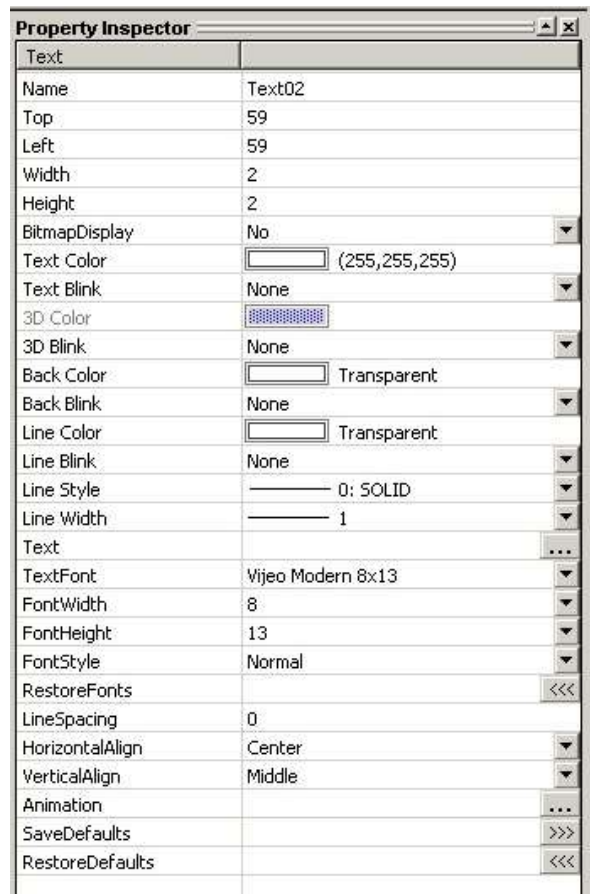 Property Inspector
Text
Name Text02
Top 59
Left 59
Width 2
Height 2
BitmapDisplay No
Text Color (255,255,255)
Text Blink None
3D Color
3D Blink None
Back Color Transparent
Back Blink None
Line Color Transparent
Line Blink None
Line Style 0: SOLID
Line Width 1
Text ...
TextFont Vijeo Modern 8x13
FontWidth 8
FontHeight 13
FontStyle Normal
RestoreFonts <<<
LineSpacing 0
HorizontalAlign Center
VerticalAlign Middle
Animation ...
SaveDefaults >>>
RestoreDefaults <<<